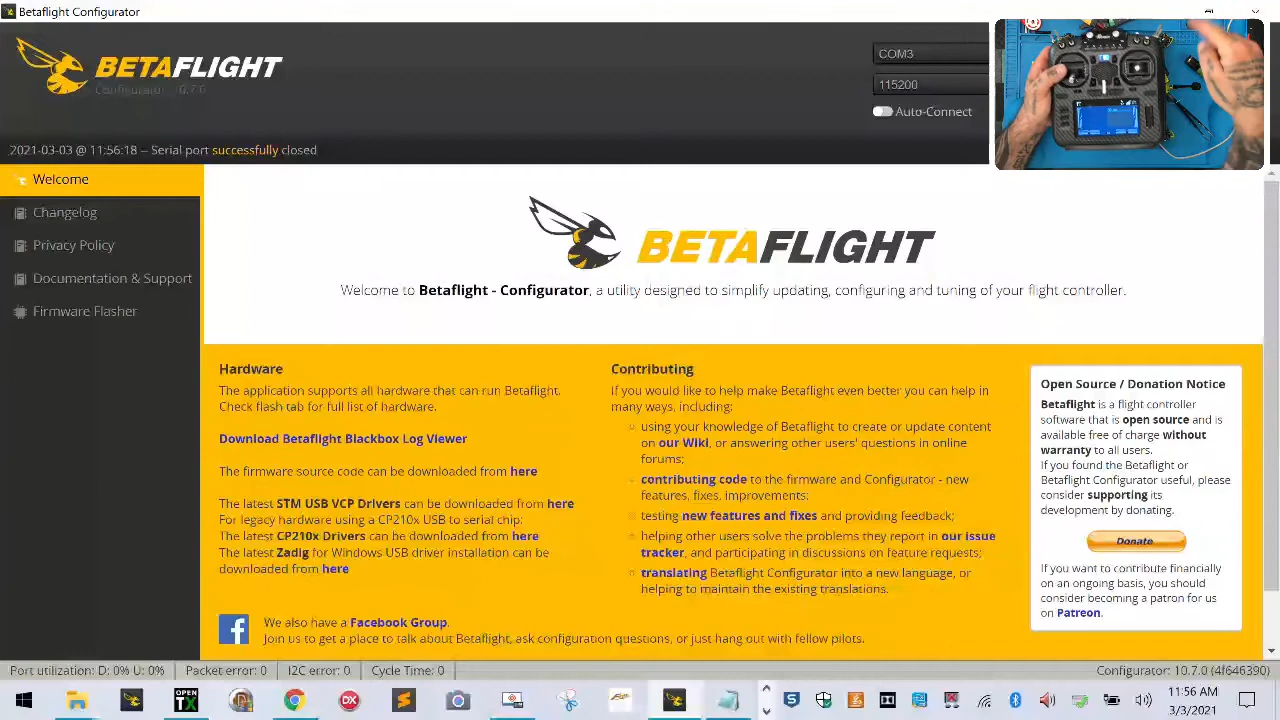 Betaflight Configurator
BETAFLIGHT
Configurator 10.7.0
COM3
115200
Auto-Connect
2021-03-03 @ 11:56:18 -- Serial port successfully closed
Welcome
Changelog
Privacy Policy
Documentation & Support
Firmware Flasher
BETAFLIGHT
Welcome to Betaflight - Configurator, a utility designed to simplify updating, configuring and tuning of your flight controller.
Hardware
The application supports all hardware that can run Betaflight.
Check flash tab for full list of hardware.
Download Betaflight Blackbox Log Viewer
The firmware source code can be downloaded from here
The latest STM USB VCP Drivers can be downloaded from here
For legacy hardware using a CP210x USB to serial chip:
The latest CP210x Drivers can be downloaded from here
The latest Zadig for Windows USB driver installation can be
downloaded from here
Contributing
If you would like to help make Betaflight even better you can help in
many ways, including:
using your knowledge of Betaflight to create or update content
on our Wiki, or answering other users' questions in online
forums;
contributing code to the firmware and Configurator - new
features, fixes, improvements;
testing new features and fixes and providing feedback;
helping other users solve the problems they report in our issue
tracker, and participating in discussions on feature requests;
translating Betaflight Configurator into a new language, or
helping to maintain the existing translations.
Open Source / Donation Notice
Betaflight is a flight controller
software that is open source and is
available free of charge without
warranty to all users.
If you found the Betaflight or
Betaflight Configurator useful, please
consider supporting its
development by donating.
Donate
If you want to contribute financially
on an ongoing basis, you should
consider becoming a patron for us
on Patreon.
We also have a Facebook Group.
Join us to get a place to talk about Betaflight, ask configuration questions, or just hang out with fellow pilots.
Port utilization: D: 0% U: 0%
Packet error: 0
I2C error: 0
Cycle Time: 0
Configurator: 10.7.0 (4f646390)
OPEN
TX
DX
11:56 AM
3/3/2021